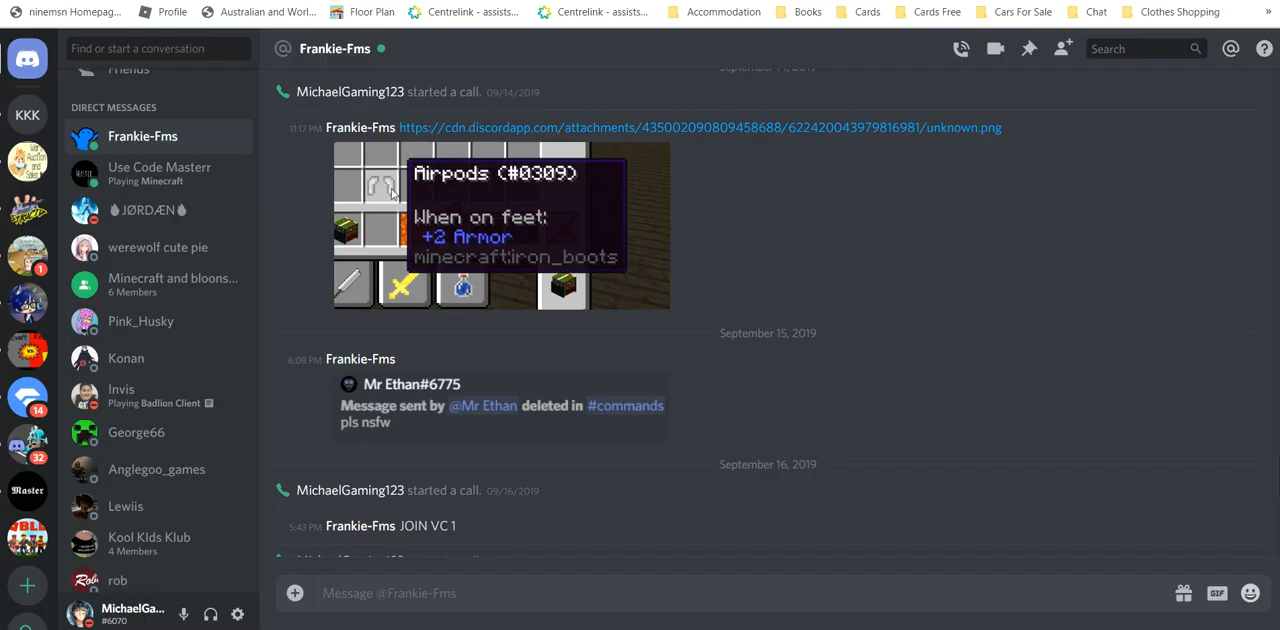 ninemsn Homepag... Profile Australian and Worl... Floor Plan Centrelink - assists... Centrelink - assists... Accommodation Books Cards Cards Free Cars For Sale Chat Clothes Shopping »
Find or start a conversation
Frankie-Fms
Search
Friends
DIRECT MESSAGES
KKK
Frankie-Fms
Use Code Masterr
Playing Minecraft
JØRDÆN
werewolf cute pie
Minecraft and bloons...
6 Members
Pink_Husky
Konan
Invis
Playing Badlion Client
George66
Anglegoo_games
Lewiis
Kool KIds Klub
4 Members
rob
1
14
32
Master
MichaelGa...
#6070
MichaelGaming123 started a call. 09/14/2019
11:17 PM Frankie-Fms https://cdn.discordapp.com/attachments/435002090809458688/622420043979816981/unknown.png
Airpods (#0309)
When on feet:
+2 Armor
minecraft:iron_boots
September 15, 2019
6:08 PM Frankie-Fms
Mr Ethan#6775
Message sent by @Mr Ethan deleted in #commands
pls nsfw
September 16, 2019
MichaelGaming123 started a call. 09/16/2019
5:43 PM Frankie-Fms JOIN VC 1
Message @Frankie-Fms
GIF